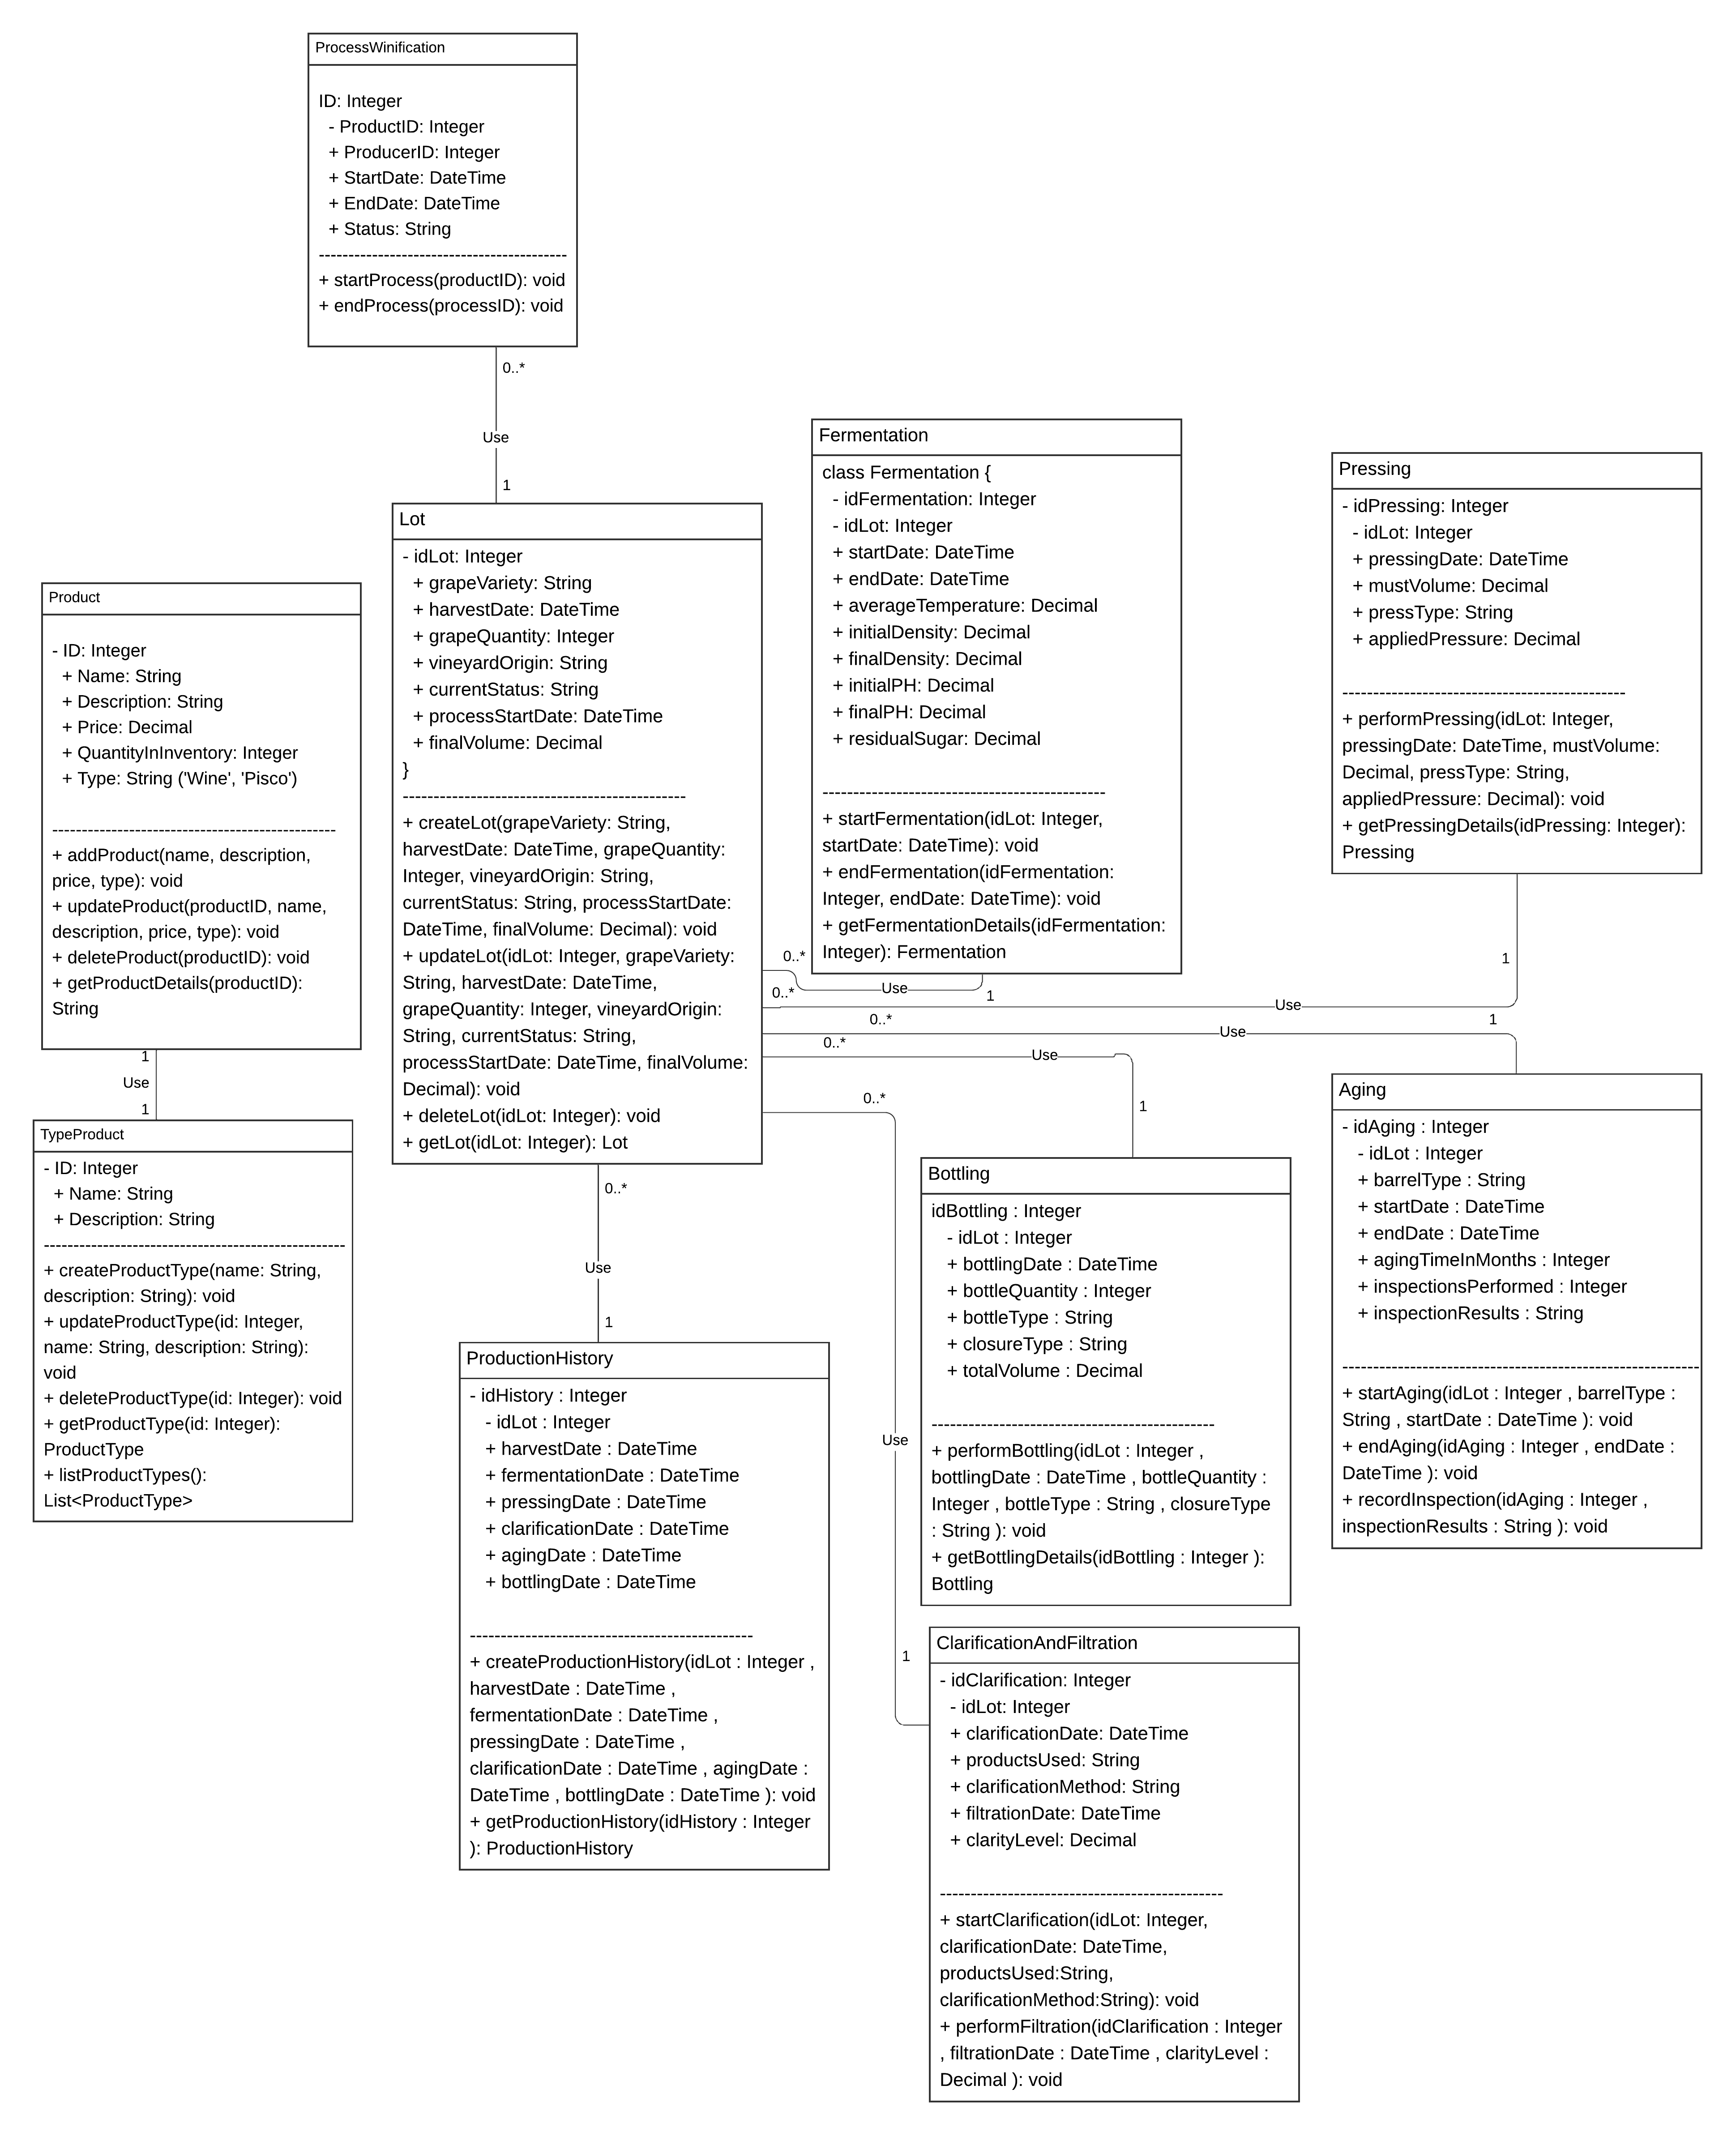 ProcessWinification
ID: Integer
- ProductID: Integer
+ ProducerID: Integer
+ StartDate: DateTime
+ EndDate: DateTime
+ Status: String
------------------------------------------
+ startProcess(productID): void
+ endProcess(processID): void
0..*
Use
1
Lot
- idLot: Integer
+ grapeVariety: String
+ harvestDate: DateTime
+ grapeQuantity: Integer
+ vineyardOrigin: String
+ currentStatus: String
+ processStartDate: DateTime
+ finalVolume: Decimal
}
----------------------------------------------
+ createLot(grapeVariety: String,
harvestDate: DateTime, grapeQuantity:
Integer, vineyardOrigin: String,
currentStatus: String, processStartDate:
DateTime, finalVolume: Decimal): void
+ updateLot(idLot: Integer, grapeVariety:
String, harvestDate: DateTime,
grapeQuantity: Integer, vineyardOrigin:
String, currentStatus: String,
processStartDate: DateTime, finalVolume:
Decimal): void
+ deleteLot(idLot: Integer): void
+ getLot(idLot: Integer): Lot
Fermentation
class Fermentation {
- idFermentation: Integer
- idLot: Integer
+ startDate: DateTime
+ endDate: DateTime
+ averageTemperature: Decimal
+ initialDensity: Decimal
+ finalDensity: Decimal
+ initialPH: Decimal
+ finalPH: Decimal
+ residualSugar: Decimal
----------------------------------------------
+ startFermentation(idLot: Integer,
startDate: DateTime): void
+ endFermentation(idFermentation:
Integer, endDate: DateTime): void
+ getFermentationDetails(idFermentation:
Integer): Fermentation
Pressing
- idPressing: Integer
- idLot: Integer
+ pressingDate: DateTime
+ mustVolume: Decimal
+ pressType: String
+ appliedPressure: Decimal
----------------------------------------------
+ performPressing(idLot: Integer,
pressingDate: DateTime, mustVolume:
Decimal, pressType: String,
appliedPressure: Decimal): void
+ getPressingDetails(idPressing: Integer):
Pressing
Product
- ID: Integer
+ Name: String
+ Description: String
+ Price: Decimal
+ QuantityInInventory: Integer
+ Type: String ('Wine', 'Pisco')
------------------------------------------------
+ addProduct(name, description,
price, type): void
+ updateProduct(productID, name,
description, price, type): void
+ deleteProduct(productID): void
+ getProductDetails(productID):
String
1
Use
1
TypeProduct
- ID: Integer
+ Name: String
+ Description: String
---------------------------------------------------
+ createProductType(name: String,
description: String): void
+ updateProductType(id: Integer,
name: String, description: String):
void
+ deleteProductType(id: Integer): void
+ getProductType(id: Integer):
ProductType
+ listProductTypes():
List<ProductType>
0..*
Use
1
0..*
Use
1
0..*
Use
1
0..*
Use
1
0..*
Use
1
0..*
Use
1
Aging
- idAging : Integer
- idLot : Integer
+ barrelType : String
+ startDate : DateTime
+ endDate : DateTime
+ agingTimeInMonths : Integer
+ inspectionsPerformed : Integer
+ inspectionResults : String
----------------------------------------------------------
+ startAging(idLot : Integer , barrelType :
String , startDate : DateTime ): void
+ endAging(idAging : Integer , endDate :
DateTime ): void
+ recordInspection(idAging : Integer ,
inspectionResults : String ): void
Bottling
idBottling : Integer
- idLot : Integer
+ bottlingDate : DateTime
+ bottleQuantity : Integer
+ bottleType : String
+ closureType : String
+ totalVolume : Decimal
----------------------------------------------
+ performBottling(idLot : Integer ,
bottlingDate : DateTime , bottleQuantity :
Integer , bottleType : String , closureType
: String ): void
+ getBottlingDetails(idBottling : Integer ):
Bottling
ProductionHistory
- idHistory : Integer
- idLot : Integer
+ harvestDate : DateTime
+ fermentationDate : DateTime
+ pressingDate : DateTime
+ clarificationDate : DateTime
+ agingDate : DateTime
+ bottlingDate : DateTime
----------------------------------------------
+ createProductionHistory(idLot : Integer ,
harvestDate : DateTime ,
fermentationDate : DateTime ,
pressingDate : DateTime ,
clarificationDate : DateTime , agingDate :
DateTime , bottlingDate : DateTime ): void
+ getProductionHistory(idHistory : Integer
): ProductionHistory
ClarificationAndFiltration
- idClarification: Integer
- idLot: Integer
+ clarificationDate: DateTime
+ productsUsed: String
+ clarificationMethod: String
+ filtrationDate: DateTime
+ clarityLevel: Decimal
----------------------------------------------
+ startClarification(idLot: Integer,
clarificationDate: DateTime,
productsUsed:String,
clarificationMethod:String): void
+ performFiltration(idClarification : Integer
, filtrationDate : DateTime , clarityLevel :
Decimal ): void